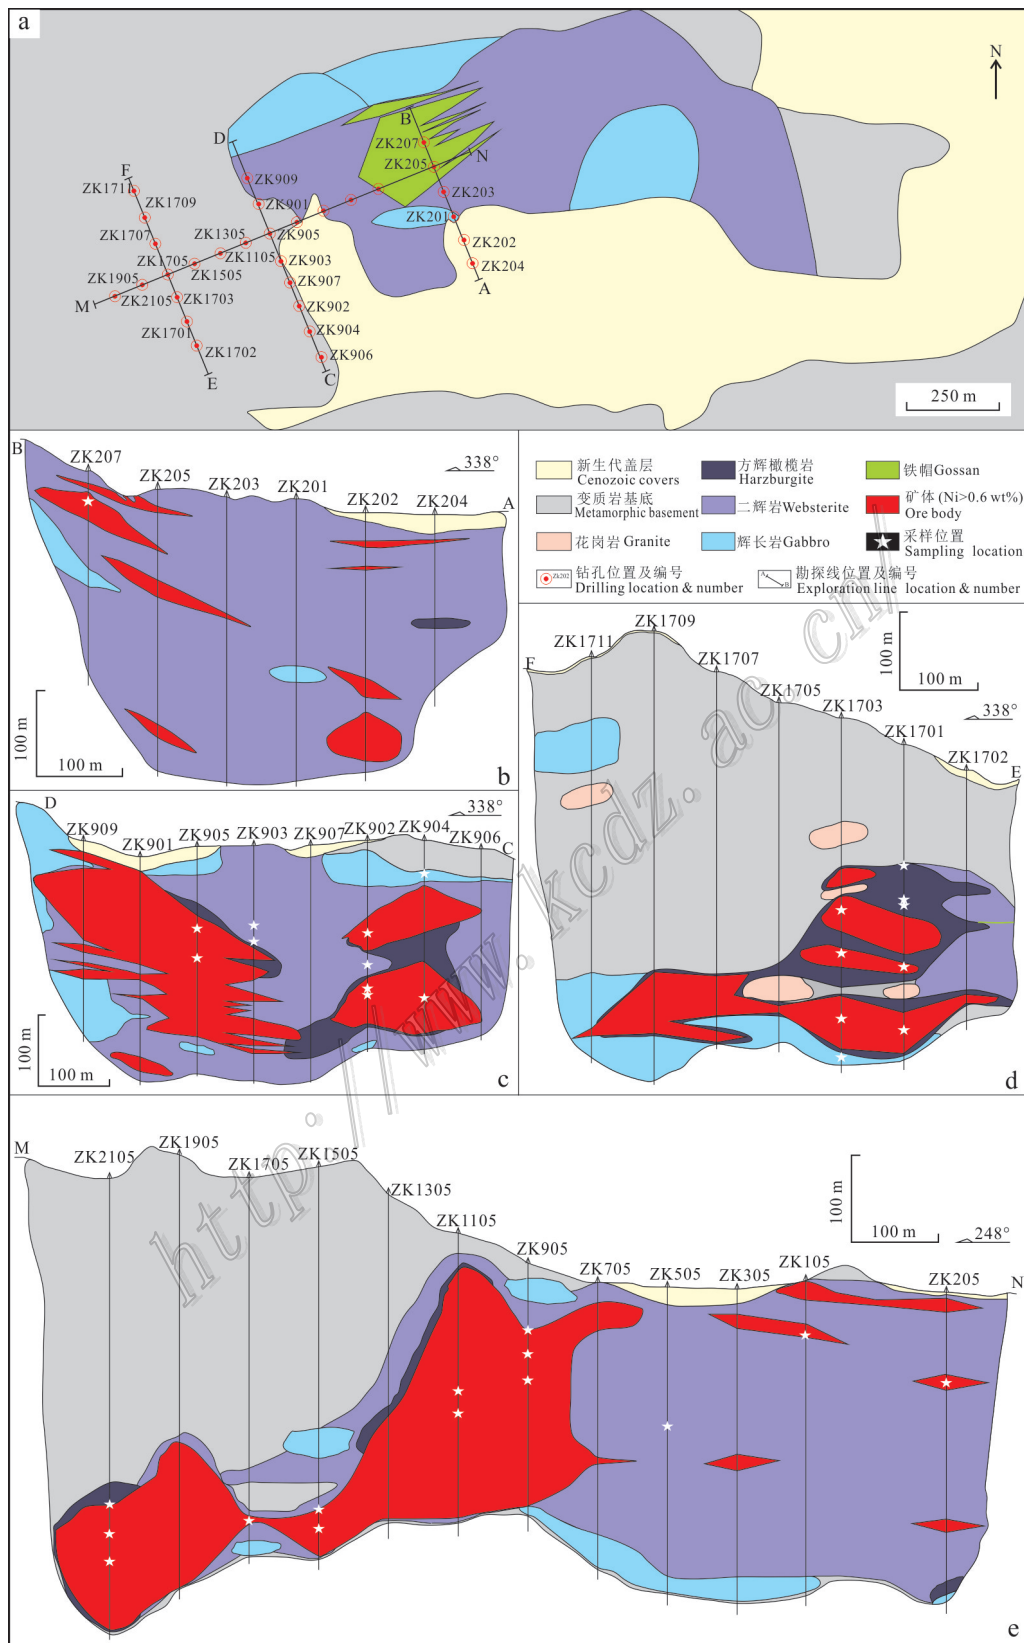 a
N
B
D
ZK207
N
ZK205
F
ZK1711
ZK909
ZK203
ZK1709
ZK901
ZK201
ZK1305
ZK1707
ZK905
ZK202
ZK1705
ZK1105
ZK903
ZK204
ZK1905
ZK1505
ZK907
A
M
ZK2105
ZK1703
ZK902
ZK1701
ZK904
ZK1702
ZK906
E
C
250 m
B
ZK207
ZK205
ZK203
ZK201
ZK202
ZK204
A
338°
100 m
100 m
b
新生代盖层
Cenozoic covers
方辉橄榄岩
Harzburgite
铁帽Gossan
变质岩基底
Metamorphic basement
二辉岩Websterite
矿体(Ni>0.6 wt%)
Ore body
花岗岩 Granite
辉长岩Gabbro
采样位置
Sampling location
Zk202
钻孔位置及编号
Drilling location & number
A
B
勘探线位置及编号
Exploration line location & number
D
ZK909
ZK901
ZK905
ZK903
ZK907
ZK902
ZK904
ZK906
C
338°
100 m
100 m
c
F
ZK1711
ZK1709
ZK1707
ZK1705
ZK1703
ZK1701
ZK1702
E
100 m
100 m
338°
d
M
ZK2105
ZK1905
ZK1705
ZK1505
ZK1305
ZK1105
ZK905
ZK705
ZK505
ZK305
ZK105
ZK205
N
100 m
100 m
248°
e
http://www.kcdz.ac.cn/